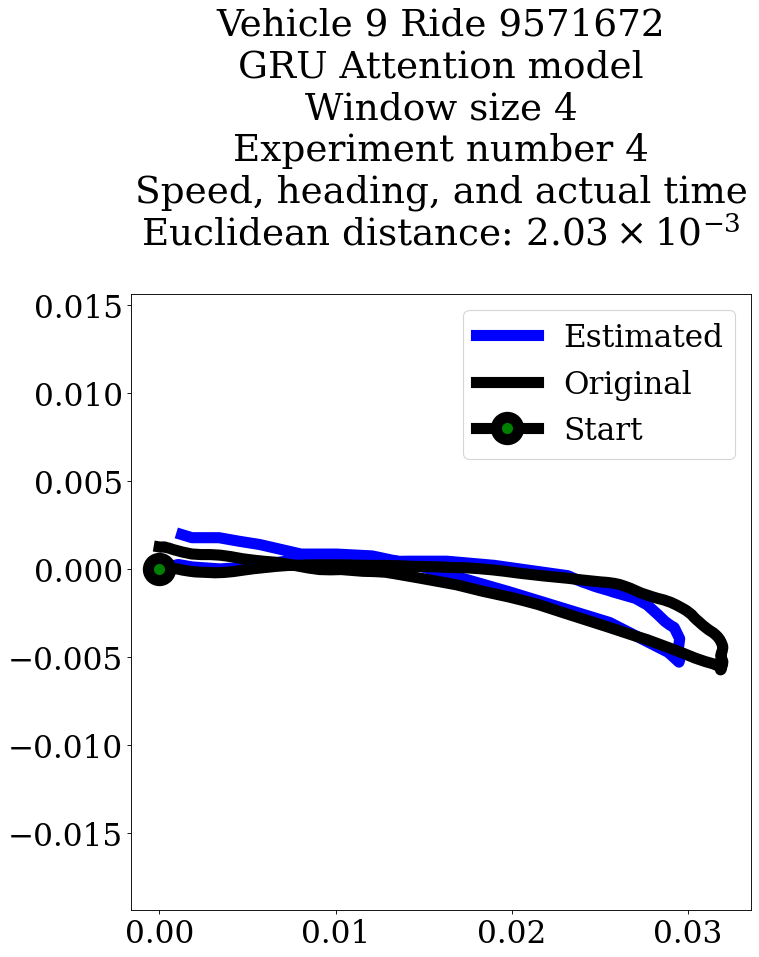 Vehicle 9 Ride 9571672
GRU Attention model
Window size 4
Experiment number 4
Speed, heading, and actual time
Euclidean distance: 2.03 × 10⁻³
0.015
0.010
0.005
0.000
−0.005
−0.010
−0.015
Estimated
Original
Start
0.00 0.01 0.02 0.03